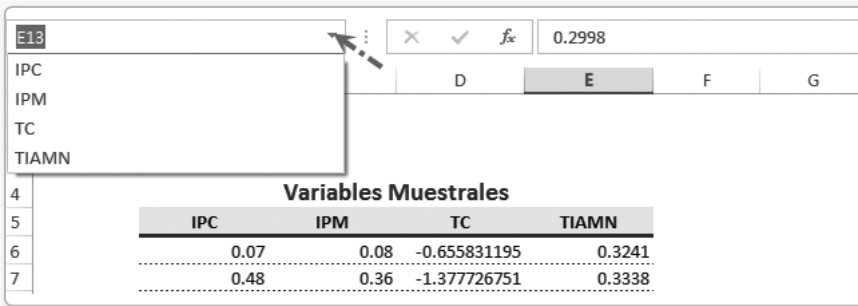 E13 fx 0.2998
IPC
IPM
TC
TIAMN
D E F G
4 Variables Muestrales
5 IPC IPM TC TIAMN
6 0.07 0.08 -0.655831195 0.3241
7 0.48 0.36 -1.377726751 0.3338